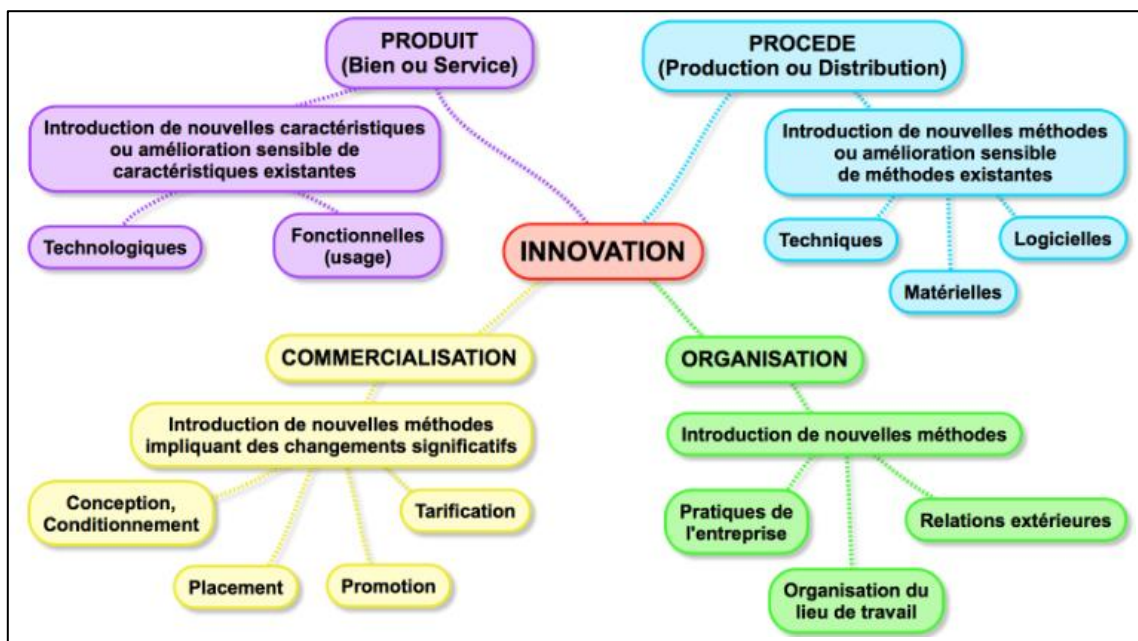 PRODUIT
(Bien ou Service)
Introduction de nouvelles caractéristiques
ou amélioration sensible de
caractéristiques existantes
Technologiques
Fonctionnelles
(usage)
PROCEDE
(Production ou Distribution)
Introduction de nouvelles méthodes
ou amélioration sensible
de méthodes existantes
Techniques
Matérielles
Logicielles
INNOVATION
COMMERCIALISATION
Introduction de nouvelles méthodes
impliquant des changements significatifs
Conception,
Conditionnement
Placement
Promotion
Tarification
ORGANISATION
Introduction de nouvelles méthodes
Pratiques de
l'entreprise
Organisation du
lieu de travail
Relations extérieures